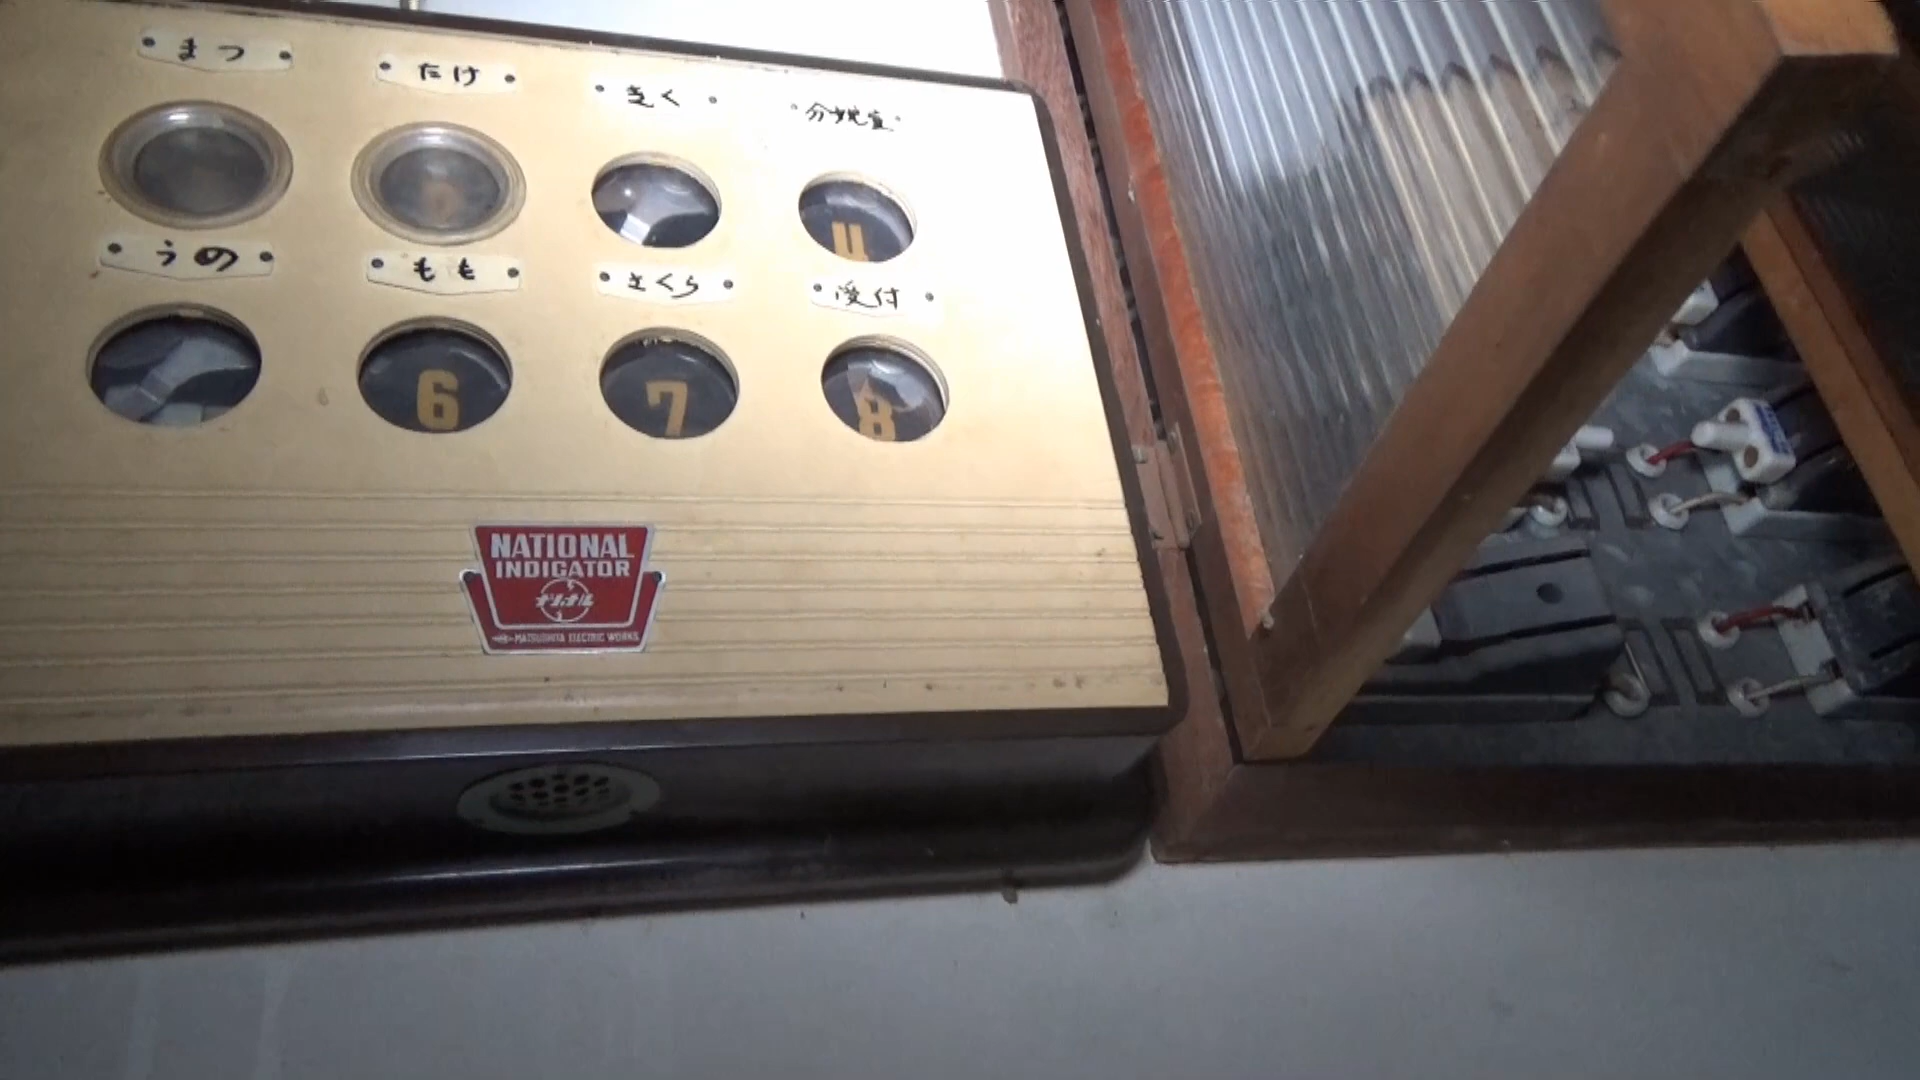 まつ たけ きく 分娩室
4
うめ もも さくら 受付
6 7 8
NATIONAL
INDICATOR
ナショナル
MATSUSHITA ELECTRIC WORKS